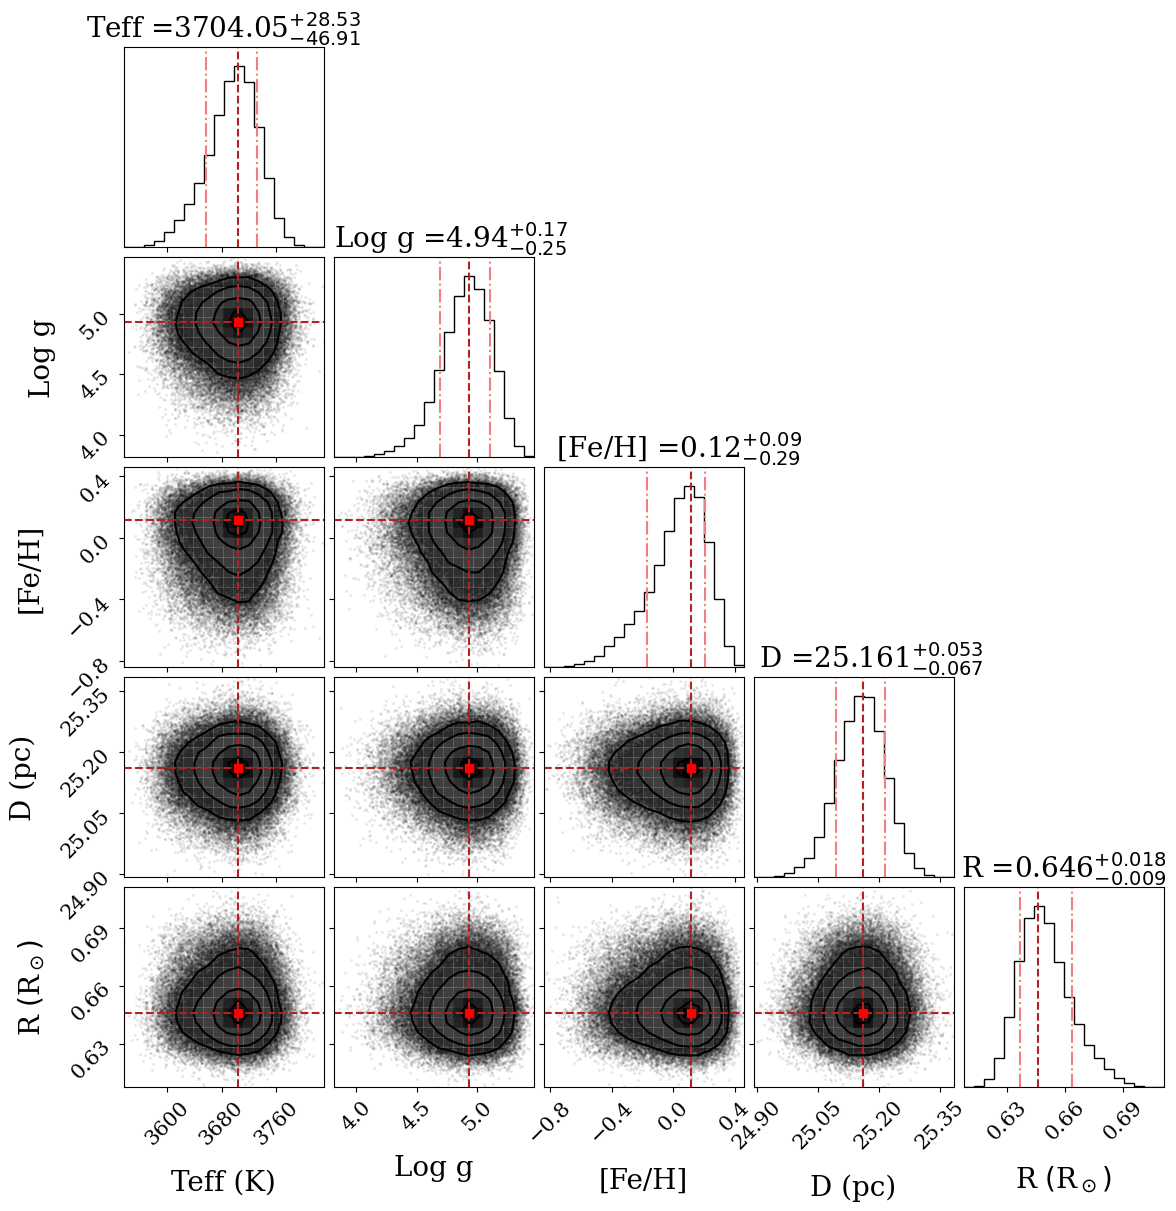 Teff =3704.05+28.53−46.91
Log g =4.94+0.17−0.25
5.0
4.5
4.0
Log g
[Fe/H] =0.12+0.09−0.29
0.4
0.0
−0.4
−0.8
[Fe/H]
D =25.161+0.053−0.067
25.35
25.20
25.05
24.90
D (pc)
R =0.646+0.018−0.009
0.69
0.66
0.63
R (R⊙)
3600 3680 3760
4.0 4.5 5.0
−0.8 −0.4 0.0 0.4
24.90 25.05 25.20 25.35
0.63 0.66 0.69
Teff (K)
Log g
[Fe/H]
D (pc)
R (R⊙)